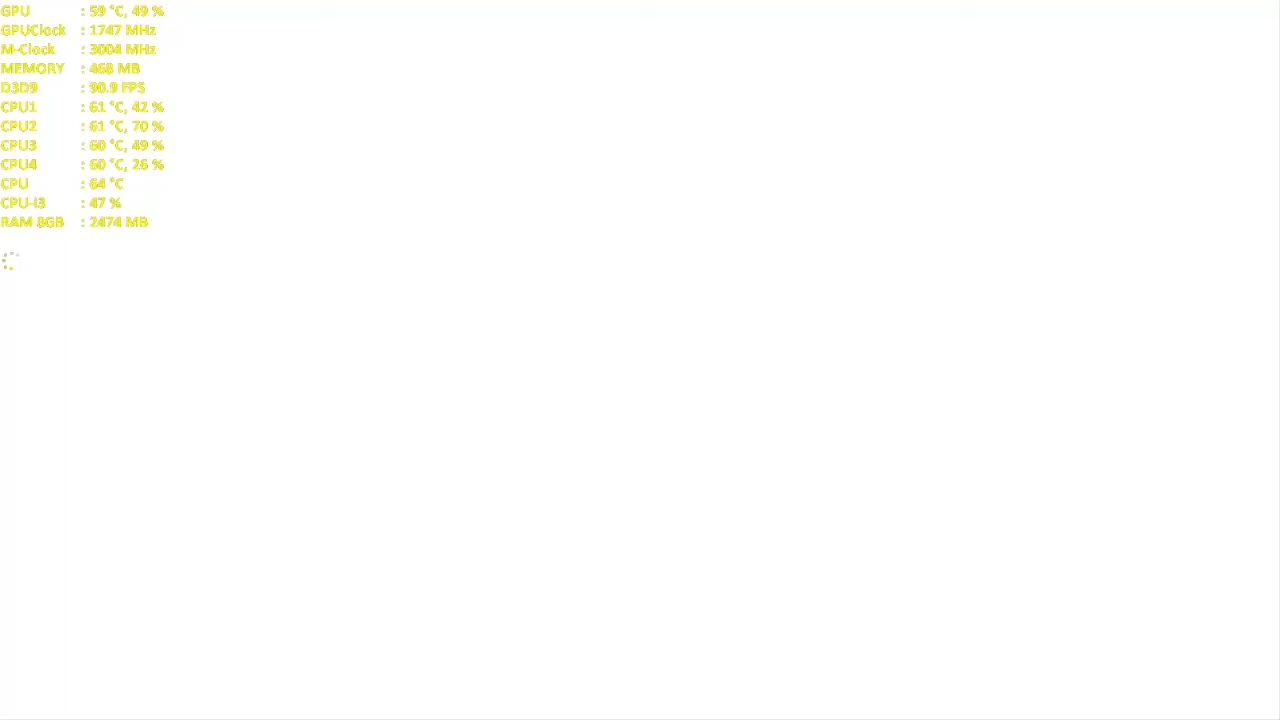 GPU : 59 °C, 49 %
GPUClock : 1747 MHz
M-Clock : 3004 MHz
MEMORY : 468 MB
D3D9 : 90.9 FPS
CPU1 : 61 °C, 42 %
CPU2 : 61 °C, 70 %
CPU3 : 60 °C, 49 %
CPU4 : 60 °C, 26 %
CPU : 64 °C
CPU-i3 : 47 %
RAM 8GB : 2474 MB